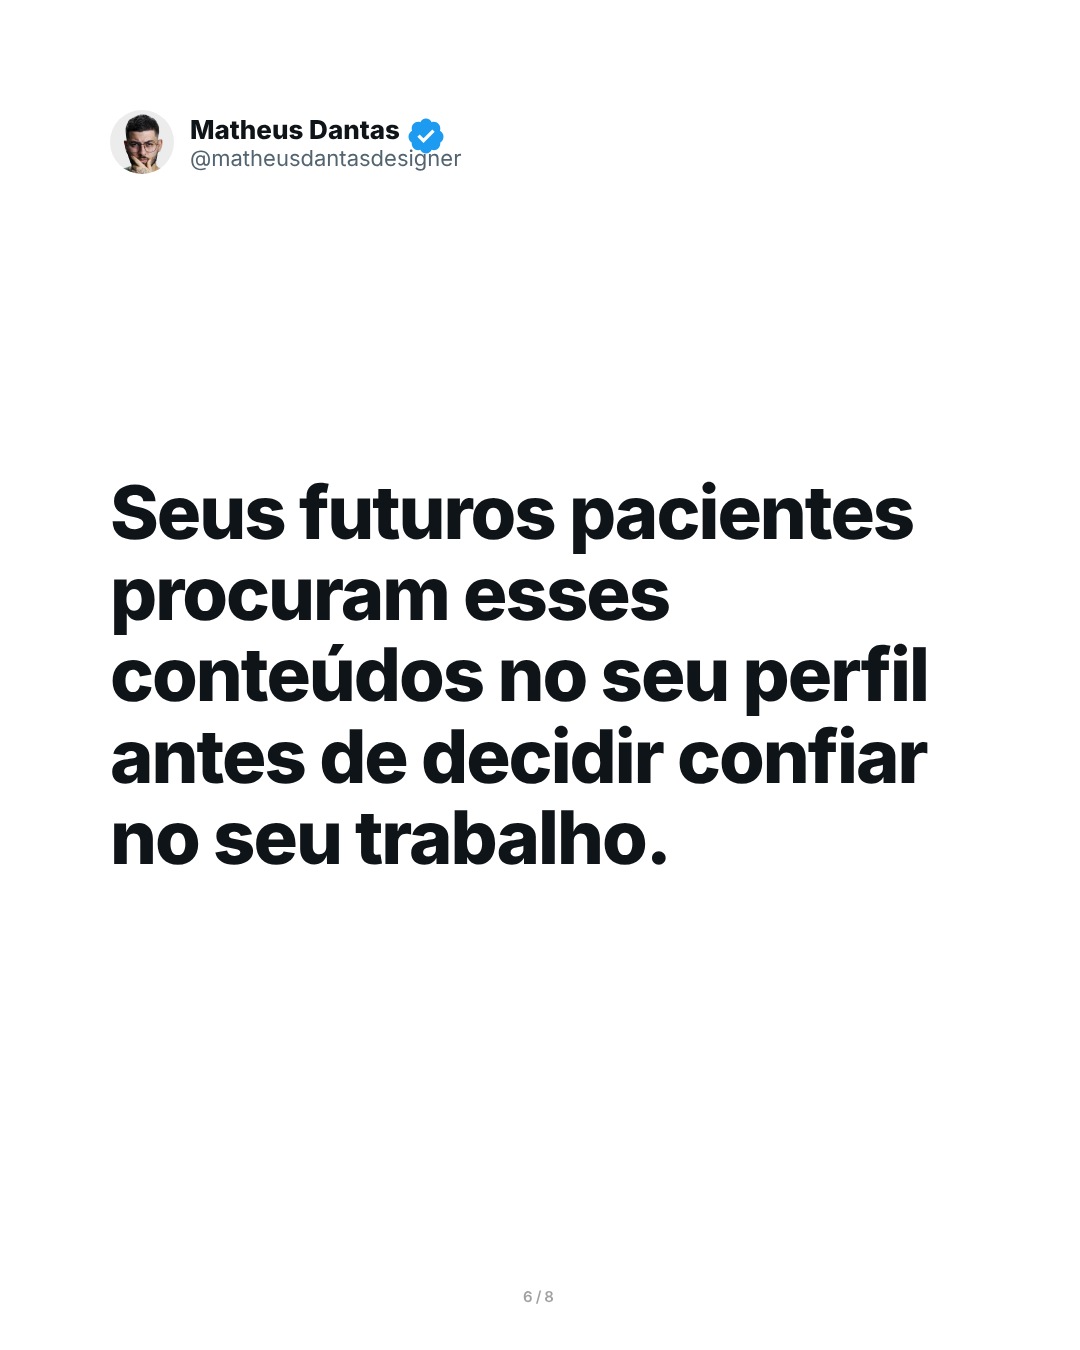 Matheus Dantas
@matheusdantasdesigner
Seus futuros pacientes
procuram esses
conteúdos no seu perfil
antes de decidir confiar
no seu trabalho.
6 / 8